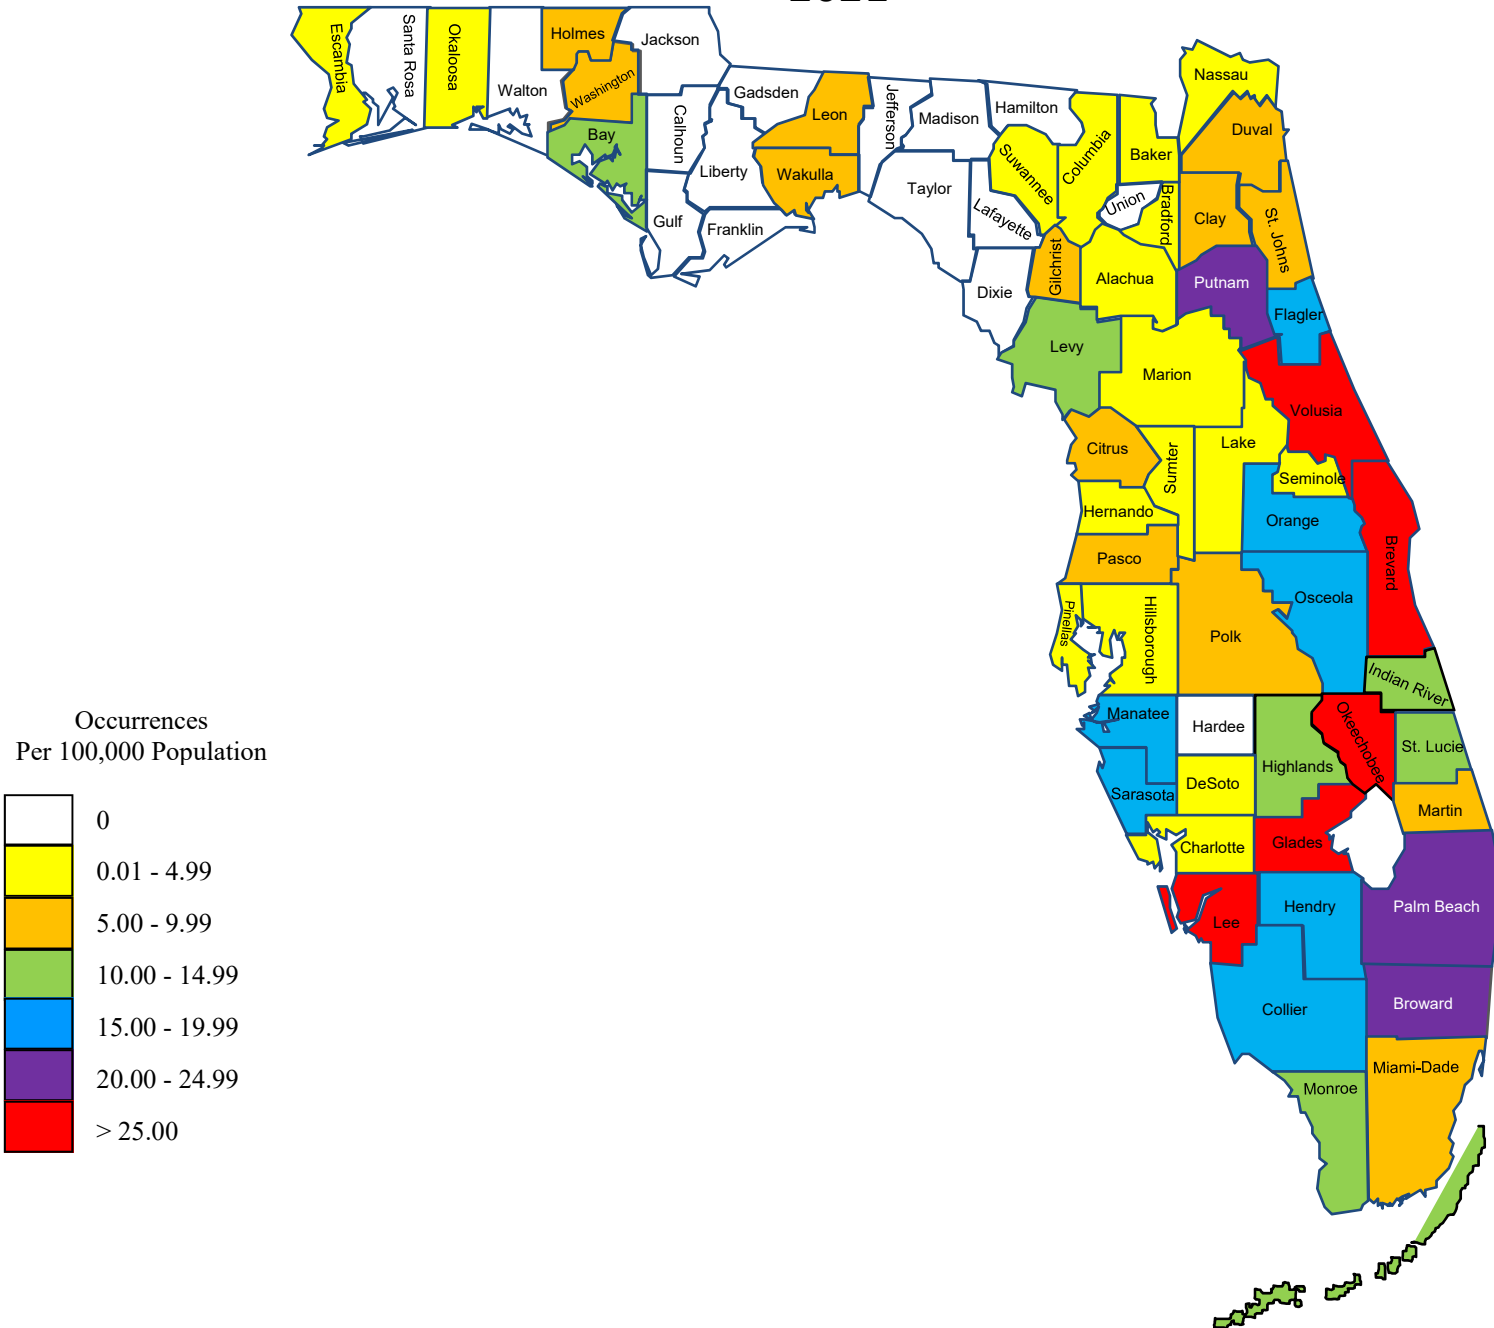 Escambia
Santa Rosa
Okaloosa
Walton
Holmes
Washington
Jackson
Bay
Calhoun
Gadsden
Liberty
Gulf
Franklin
Leon
Wakulla
Jefferson
Madison
Taylor
Hamilton
Suwannee
Lafayette
Columbia
Dixie
Gilchrist
Baker
Union
Bradford
Nassau
Duval
Clay
St. Johns
Alachua
Putnam
Flagler
Levy
Marion
Volusia
Citrus
Sumter
Lake
Seminole
Hernando
Orange
Brevard
Pasco
Osceola
Pinellas
Hillsborough
Polk
Indian River
Manatee
Hardee
Okeechobee
St. Lucie
Highlands
Sarasota
DeSoto
Martin
Charlotte
Glades
Lee
Hendry
Palm Beach
Collier
Broward
Miami-Dade
Monroe
Occurrences
Per 100,000 Population
0
0.01 - 4.99
5.00 - 9.99
10.00 - 14.99
15.00 - 19.99
20.00 - 24.99
> 25.00